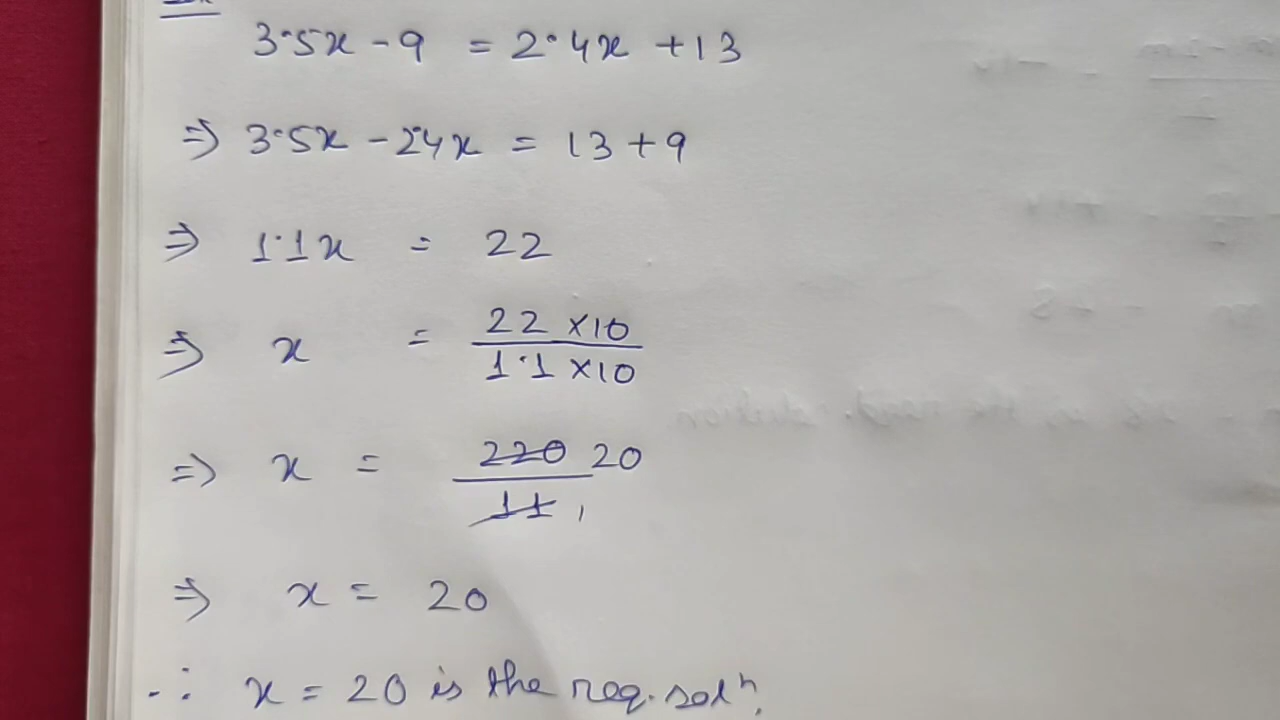 3·5x - 9 = 2·4x + 13
⇒ 3·5x - 2·4x = 13 + 9
⇒ 1·1x = 22
⇒ x = 22 × 10 / 1·1 × 10
⇒ x = 220 20 / 11 1
⇒ x = 20
∴ x = 20 is the req. solⁿ.